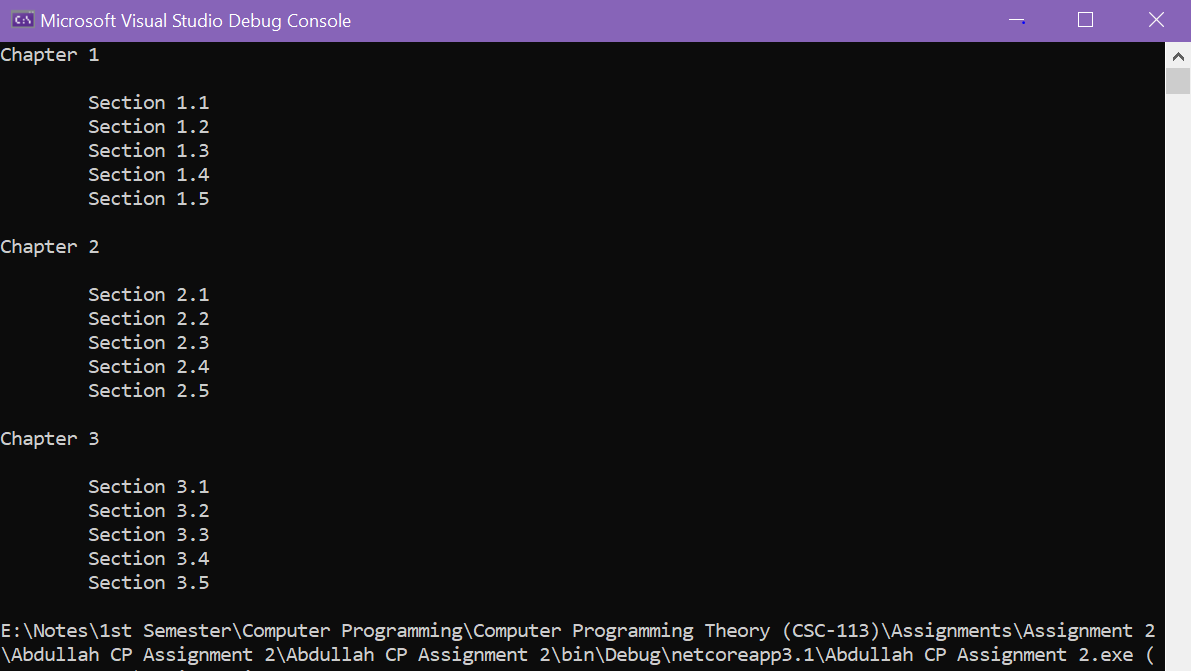 Microsoft Visual Studio Debug Console
Chapter 1
Section 1.1
Section 1.2
Section 1.3
Section 1.4
Section 1.5
Chapter 2
Section 2.1
Section 2.2
Section 2.3
Section 2.4
Section 2.5
Chapter 3
Section 3.1
Section 3.2
Section 3.3
Section 3.4
Section 3.5
E:\Notes\1st Semester\Computer Programming\Computer Programming Theory (CSC-113)\Assignments\Assignment 2
\Abdullah CP Assignment 2\Abdullah CP Assignment 2\bin\Debug\netcoreapp3.1\Abdullah CP Assignment 2.exe (